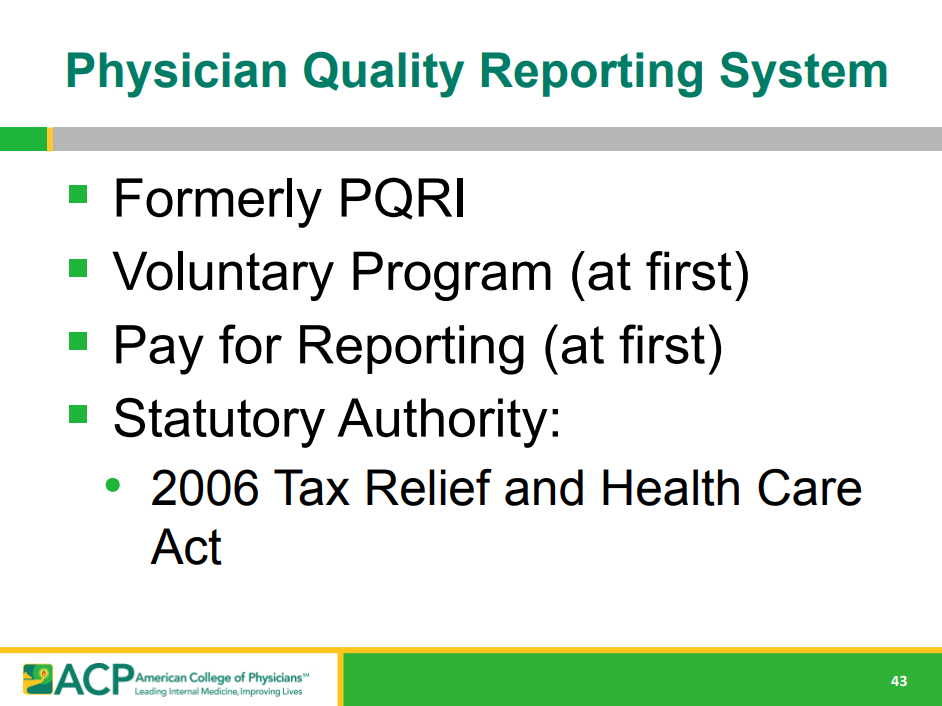 Physician Quality Reporting System
Formerly PQRI
Voluntary Program (at first)
Pay for Reporting (at first)
Statutory Authority:
2006 Tax Relief and Health Care
Act
ACP American College of Physicians℠
Leading Internal Medicine, Improving Lives
43